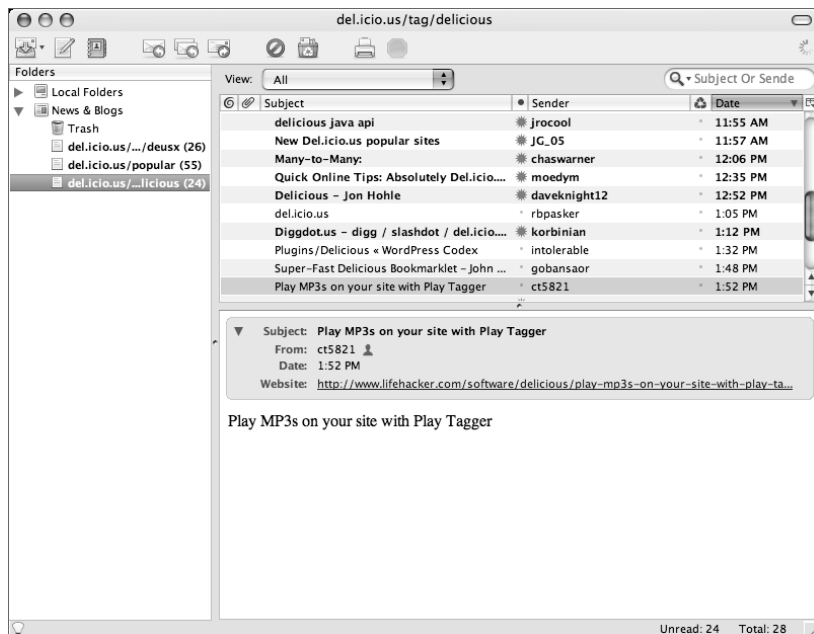 del.icio.us/tag/delicious
Folders
Local Folders
News & Blogs
Trash
del.icio.us/.../deusx (26)
del.icio.us/popular (55)
del.icio.us/...licious (24)
View: All Subject Or Sende
Subject Sender Date
delicious java api jrocool 11:55 AM
New Del.icio.us popular sites JG_05 11:57 AM
Many-to-Many: chaswarner 12:06 PM
Quick Online Tips: Absolutely Del.icio.... moedym 12:35 PM
Delicious - Jon Hohle daveknight12 12:52 PM
del.icio.us rbpasker 1:05 PM
Diggdot.us - digg / slashdot / del.icio.... korbinian 1:12 PM
Plugins/Delicious « WordPress Codex intolerable 1:32 PM
Super-Fast Delicious Bookmarklet - John ... gobansaor 1:48 PM
Play MP3s on your site with Play Tagger ct5821 1:52 PM
Subject: Play MP3s on your site with Play Tagger
From: ct5821
Date: 1:52 PM
Website: http://www.lifehacker.com/software/delicious/play-mp3s-on-your-site-with-play-ta...
Play MP3s on your site with Play Tagger
Unread: 24 Total: 28